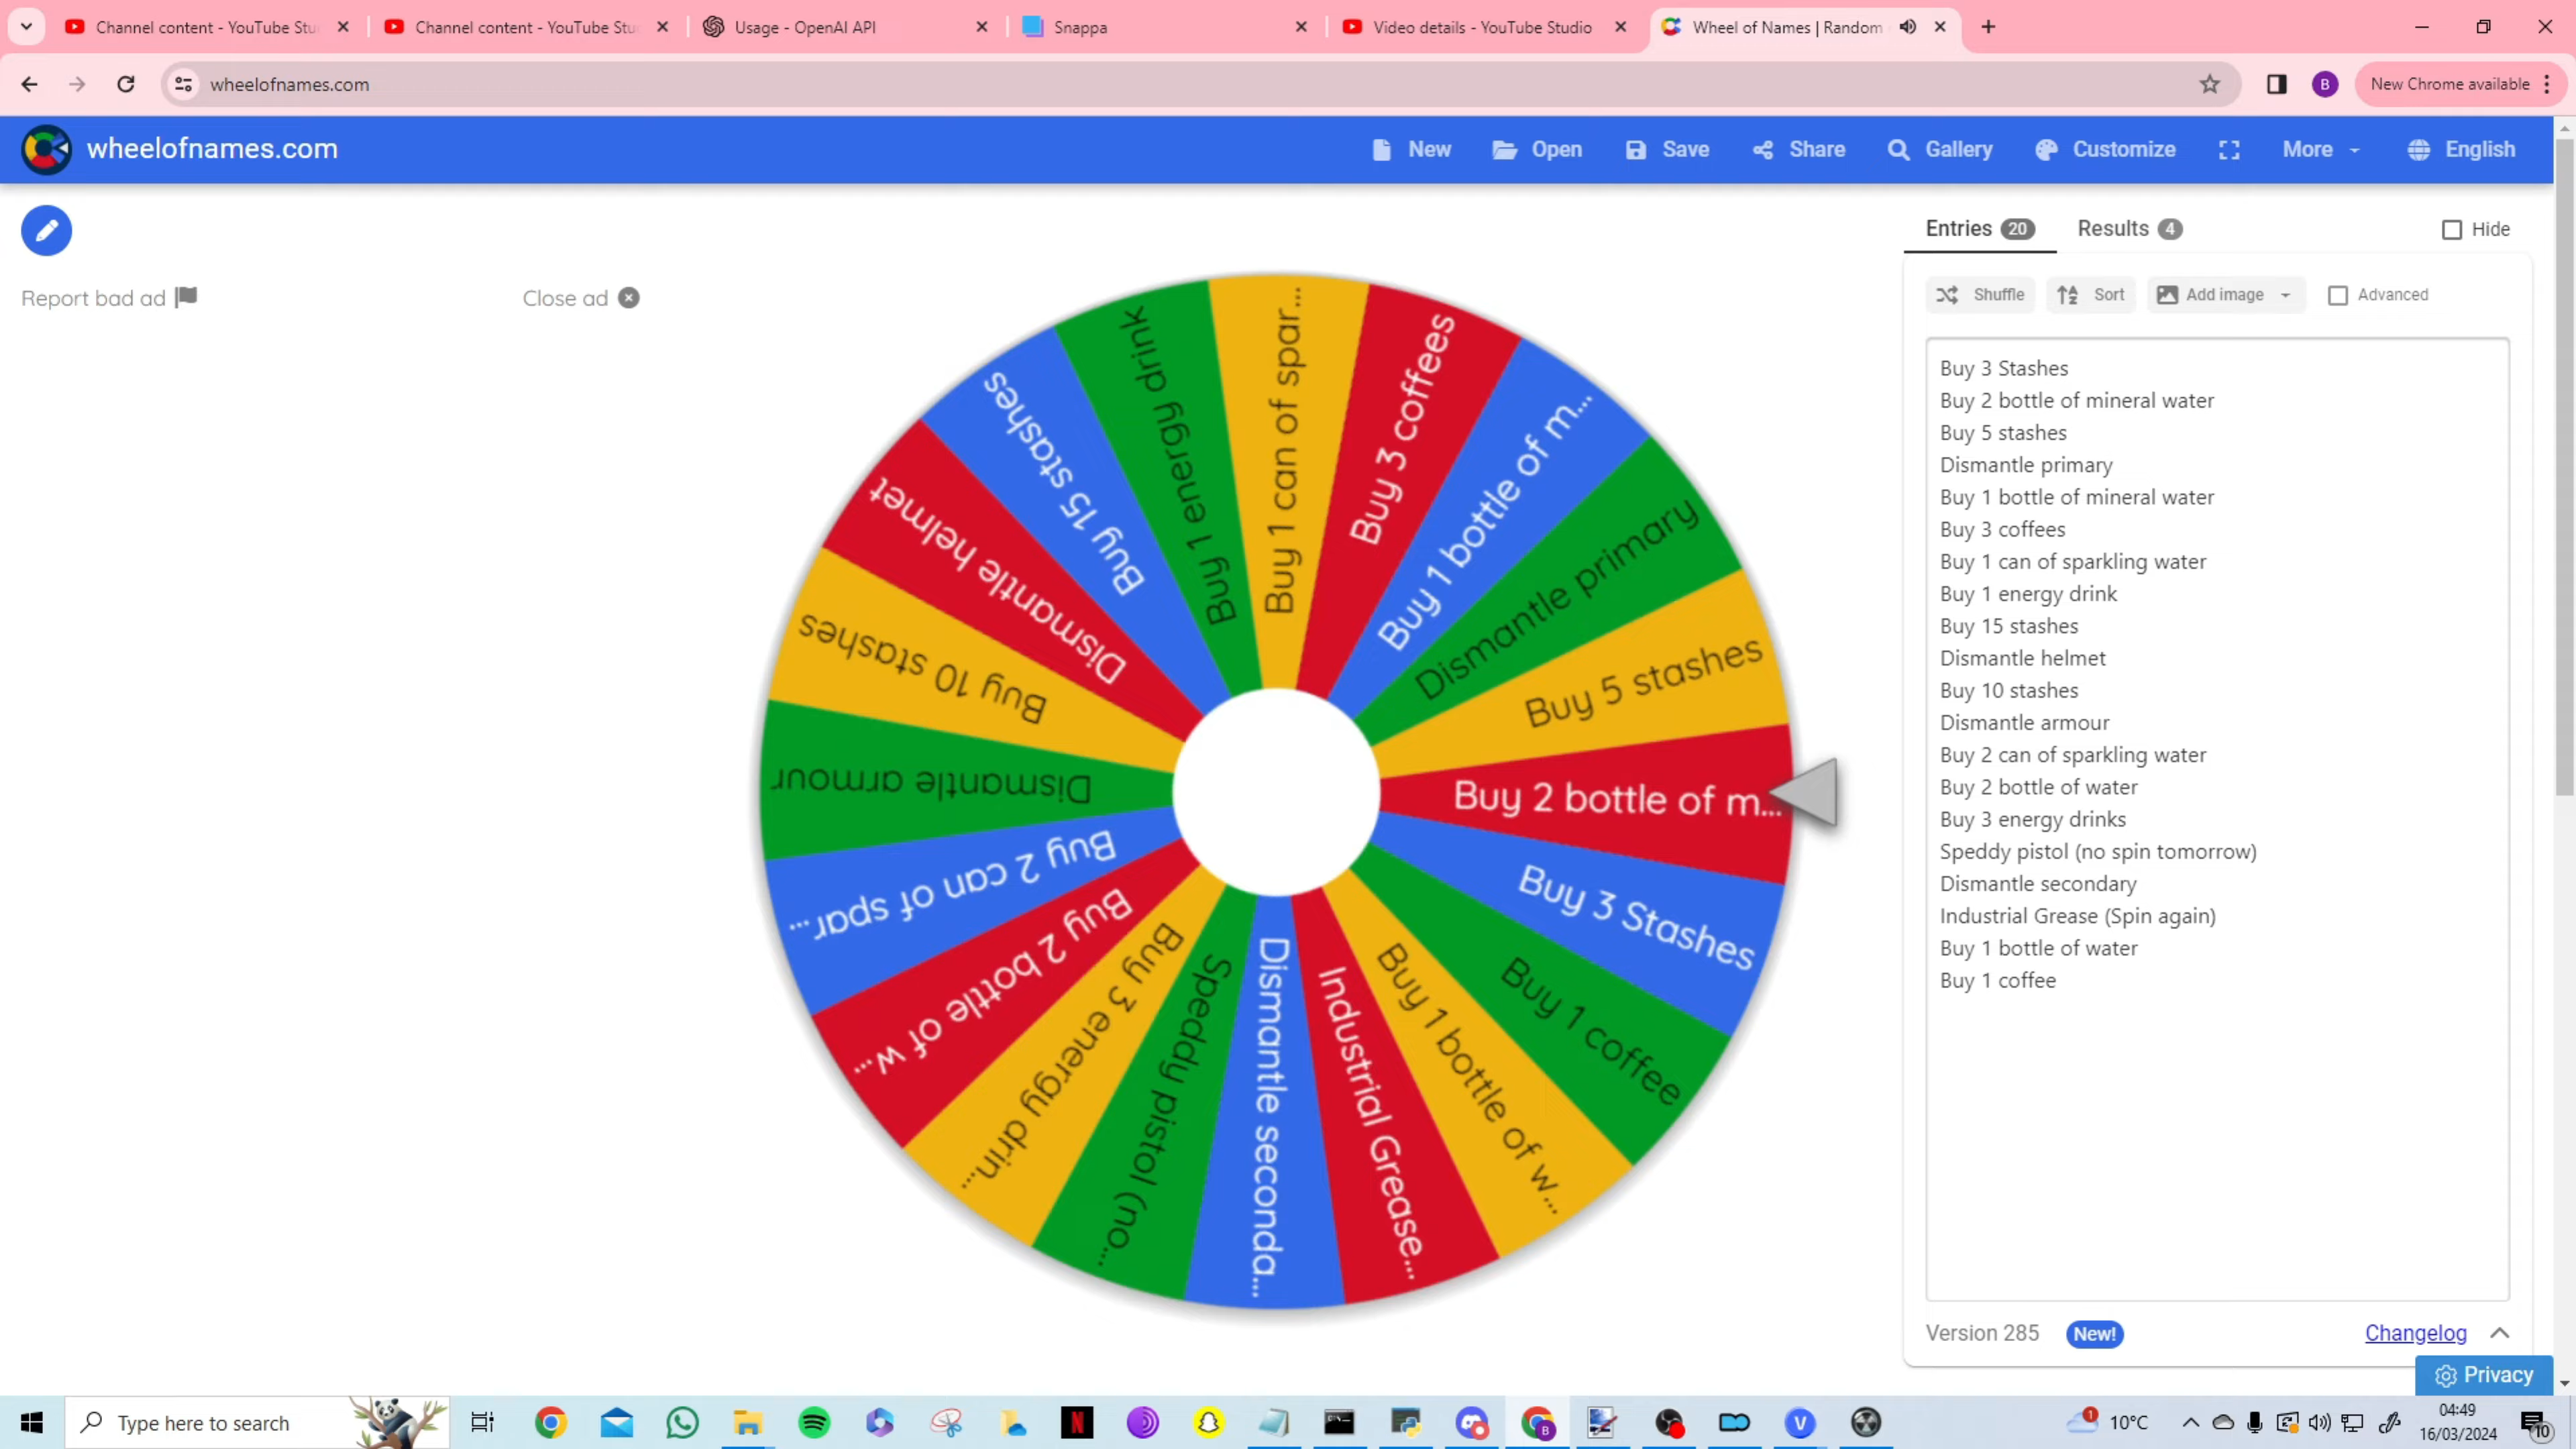 Channel content - YouTube Stu
Channel content - YouTube Stu
Usage - OpenAI API
Snappa
Video details - YouTube Studio
Wheel of Names | Random
wheelofnames.com
B
New Chrome available
wheelofnames.com
New
Open
Save
Share
Gallery
Customize
More
English
Report bad ad
Close ad
Buy 1 can of spar...
Buy 3 coffees
Buy 1 bottle of m...
Dismantle primary
Buy 5 stashes
Buy 2 bottle of m...
Buy 3 Stashes
Buy 1 coffee
Buy 1 bottle of w...
Industrial Grease...
Dismantle seconda...
Speddy pistol (no...
Buy 3 energy drin...
Buy 2 bottle of w...
Buy 2 can of spar...
Dismantle armour
Buy 10 stashes
Dismantle helmet
Buy 15 stashes
Buy 1 energy drink
Entries 20
Results 4
Hide
Shuffle
Sort
Add image
Advanced
Buy 3 Stashes
Buy 2 bottle of mineral water
Buy 5 stashes
Dismantle primary
Buy 1 bottle of mineral water
Buy 3 coffees
Buy 1 can of sparkling water
Buy 1 energy drink
Buy 15 stashes
Dismantle helmet
Buy 10 stashes
Dismantle armour
Buy 2 can of sparkling water
Buy 2 bottle of water
Buy 3 energy drinks
Speddy pistol (no spin tomorrow)
Dismantle secondary
Industrial Grease (Spin again)
Buy 1 bottle of water
Buy 1 coffee
Version 285
New!
Changelog
Privacy
Type here to search
N
B
V
1
10°C
04:49
16/03/2024
10